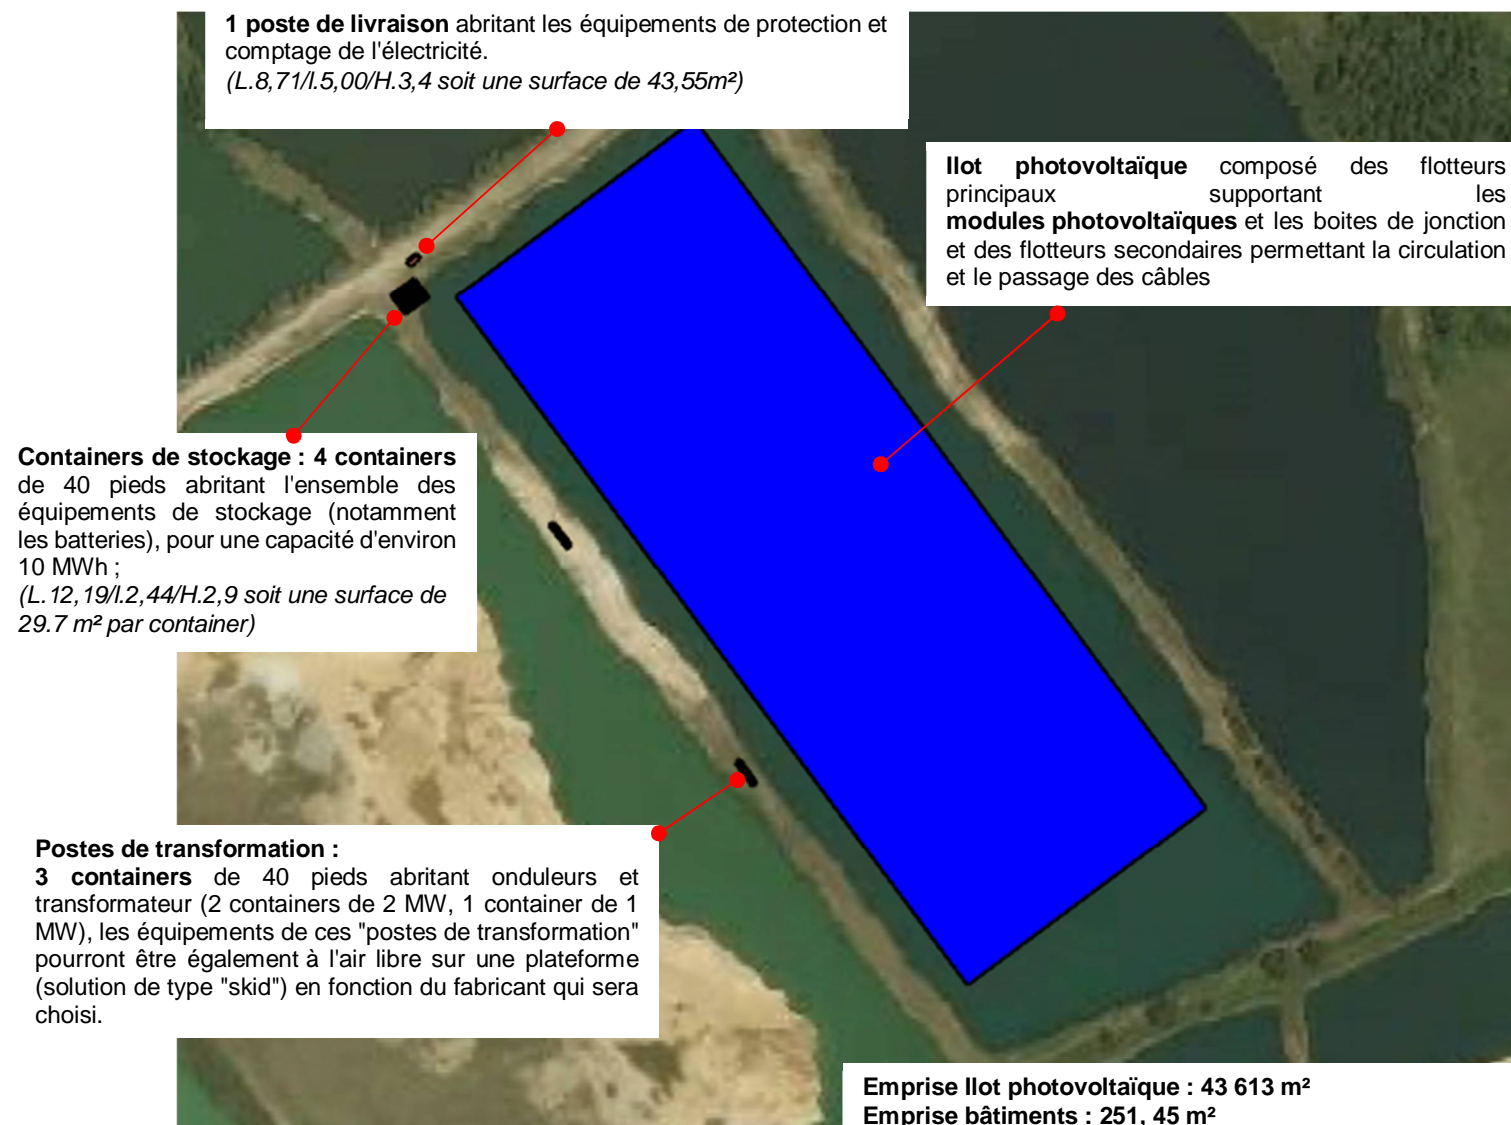 1 poste de livraison abritant les équipements de protection et
comptage de l'électricité.
(L.8,71/l.5,00/H.3,4 soit une surface de 43,55m²)
Ilot photovoltaïque composé des flotteurs
principaux supportant les
modules photovoltaïques et les boites de jonction
et des flotteurs secondaires permettant la circulation
et le passage des câbles
Containers de stockage : 4 containers
de 40 pieds abritant l'ensemble des
équipements de stockage (notamment
les batteries), pour une capacité d'environ
10 MWh ;
(L.12,19/l.2,44/H.2,9 soit une surface de
29.7 m² par container)
Postes de transformation :
3 containers de 40 pieds abritant onduleurs et
transformateur (2 containers de 2 MW, 1 container de 1
MW), les équipements de ces "postes de transformation"
pourront être également à l'air libre sur une plateforme
(solution de type "skid") en fonction du fabricant qui sera
choisi.
Emprise Ilot photovoltaïque : 43 613 m²
Emprise bâtiments : 251, 45 m²